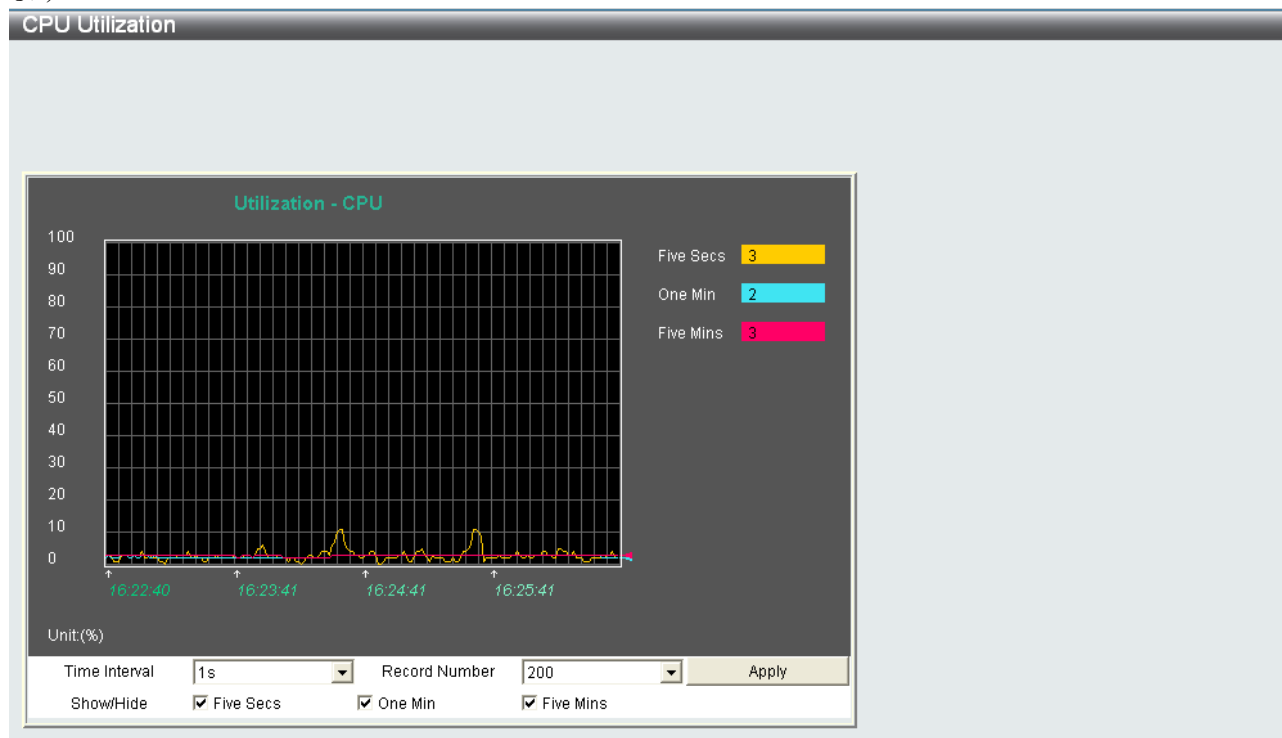 CPU Utilization
Utilization - CPU
100
90
80
70
60
50
40
30
20
10
0
Five Secs 3
One Min 2
Five Mins 3
16:22:40 16:23:41 16:24:41 16:25:41
Unit:(%)
Time Interval 1s Record Number 200 Apply
Show/Hide Five Secs One Min Five Mins